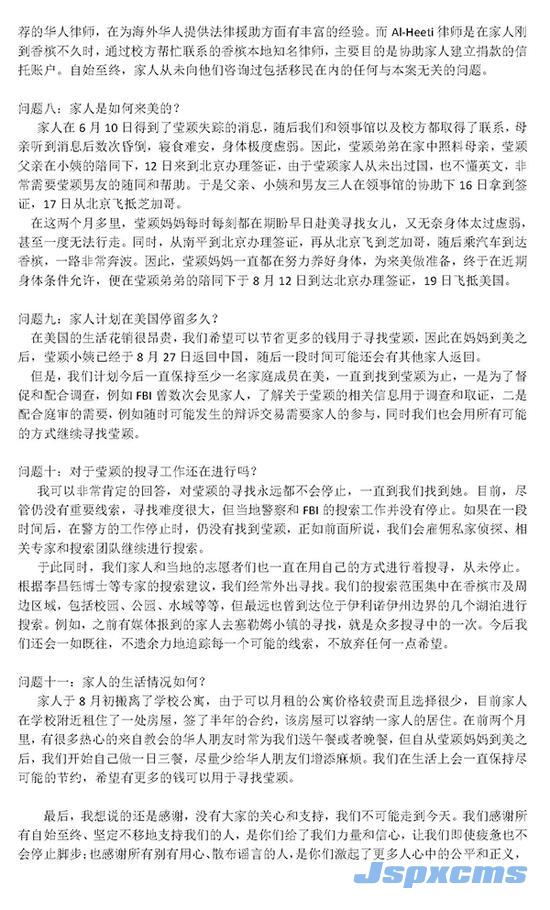 荐的华人律师，在为海外华人提供法律援助方面有丰富的经验。而 Al-Heeti 律师是在家人刚
到香槟不久时，通过校方帮忙联系的香槟本地知名律师，主要目的是协助家人建立捐款的信
托账户。自始至终，家人从未向他们咨询过包括移民在内的任何与本案无关的问题。
问题八：家人是如何来美的？
家人在 6 月 10 日得到了莹颖失踪的消息，随后我们和领事馆以及校方都取得了联系，母
亲听到消息后数次昏倒，寝食难安，身体极度虚弱。因此，莹颖弟弟在家中照料母亲，莹颖
父亲在小姨的陪同下，12 日来到北京办理签证，由于莹颖家人从未出过国，也不懂英文，非
常需要莹颖男友的随同和帮助。于是父亲、小姨和男友三人在领事馆的协助下 16 日拿到签
证，17 日从北京飞抵芝加哥。
在这两个月多里，莹颖妈妈每时每刻都在期盼早日赴美寻找女儿，又无奈身体太过虚弱，
甚至一度无法行走。同时，从南平到北京办理签证，再从北京飞到芝加哥，随后乘汽车到达
香槟，一路非常奔波。因此，莹颖妈妈一直都在努力养好身体，为来美做准备，终于在近期
身体条件允许，便在莹颖弟弟的陪同下于 8 月 12 日到达北京办理签证，19 日飞抵美国。
问题九：家人计划在美国停留多久？
在美国的生活花销很昂贵，我们希望可以节省更多的钱用于寻找莹颖，因此在妈妈到美之
后，莹颖小姨已经于 8 月 27 日返回中国，随后一段时间可能还会有其他家人返回。
但是，我们计划今后一直保持至少一名家庭成员在美，一直到找到莹颖为止，一是为了督
促和配合调查，例如 FBI 曾数次会见家人，了解关于莹颖的相关信息用于调查和取证，二是
配合庭审的需要，例如随时可能发生的辩诉交易需要家人的参与，同时我们也会用所有可能
的方式继续寻找莹颖。
问题十：对于莹颖的搜寻工作还在进行吗？
我可以非常肯定的回答，对莹颖的寻找永远都不会停止，一直到我们找到她。目前，尽
管仍没有重要线索，寻找难度很大，但当地警察和 FBI 的搜索工作并没有停止。如果在一段
时间后，在警方的工作停止时，仍没有找到莹颖，正如前面所说，我们会雇佣私家侦探、相
关专家和搜索团队继续进行搜索。
于此同时，我们家人和当地的志愿者们也一直在用自己的方式进行着搜寻，从未停止。
根据李昌钰博士等专家的搜索建议，我们经常外出寻找。我们的搜索范围集中在香槟市及周
边区域，包括校园、公园、水域等等，但最远也曾到达位于伊利诺伊州边界的几个湖泊进行
搜索。例如，之前有媒体报到的家人去塞勒姆小镇的寻找，就是众多搜寻中的一次。今后我
们还会一如既往，不遗余力地追踪每一个可能的线索，不放弃任何一点希望。
问题十一：家人的生活情况如何？
家人于 8 月初搬离了学校公寓，由于可以月租的公寓价格较贵而且选择很少，目前家人
在学校附近租住了一处房屋，签了半年的合约，该房屋可以容纳一家人的居住。在前两个月
里，有很多热心的来自教会的华人朋友时常为我们送午餐或者晚餐，但自从莹颖妈妈到美之
后，我们开始自己做一日三餐，尽量少给华人朋友们增添麻烦。我们在生活上会一直保持尽
可能的节约，希望有更多的钱可以用于寻找莹颖。
最后，我想说的还是感谢，没有大家的关心和支持，我们不可能走到今天。我们感谢所
有自始至终、坚定不移地支持我们的人，是你们给了我们力量和信心，让我们即使疲惫也不
会停止脚步；也感谢所有别有用心、散布谣言的人，是你们激起了更多人心中的公平和正义，
Jspxcms